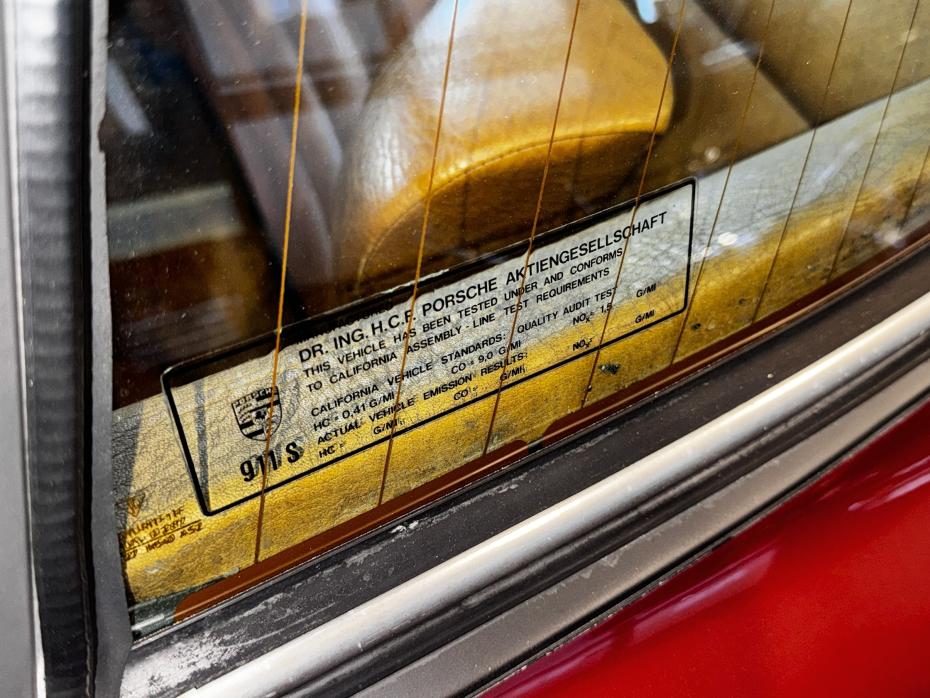 DR. ING. H.C.F. PORSCHE AKTIENGESELLSCHAFT
THIS VEHICLE HAS BEEN TESTED UNDER AND CONFORMS
TO CALIFORNIA ASSEMBLY - LINE TEST REQUIREMENTS
CALIFORNIA VEHICLE STANDARDS: QUALITY AUDIT TEST
HC = 0,41 G/MI CO = 9,0 G/MI NOx = 1,5 G/MI
ACTUAL VEHICLE EMISSION RESULTS:
HC = G/MI CO = G/MI NOx = G/MI
PORSCHE
911 S